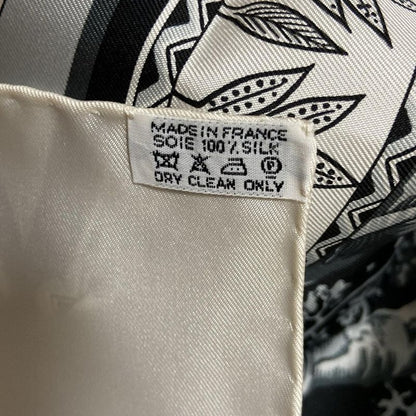 MADE IN FRANCE
SOIE 100% SILK
P
DRY CLEAN ONLY